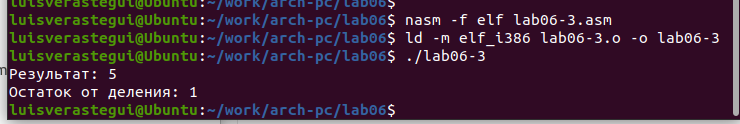 luisverastegui@Ubuntu:~/work/arch-pc/lab06$ nasm -f elf lab06-3.asm
luisverastegui@Ubuntu:~/work/arch-pc/lab06$ ld -m elf_i386 lab06-3.o -o lab06-3
luisverastegui@Ubuntu:~/work/arch-pc/lab06$ ./lab06-3
Результат: 5
Остаток от деления: 1
luisverastegui@Ubuntu:~/work/arch-pc/lab06$